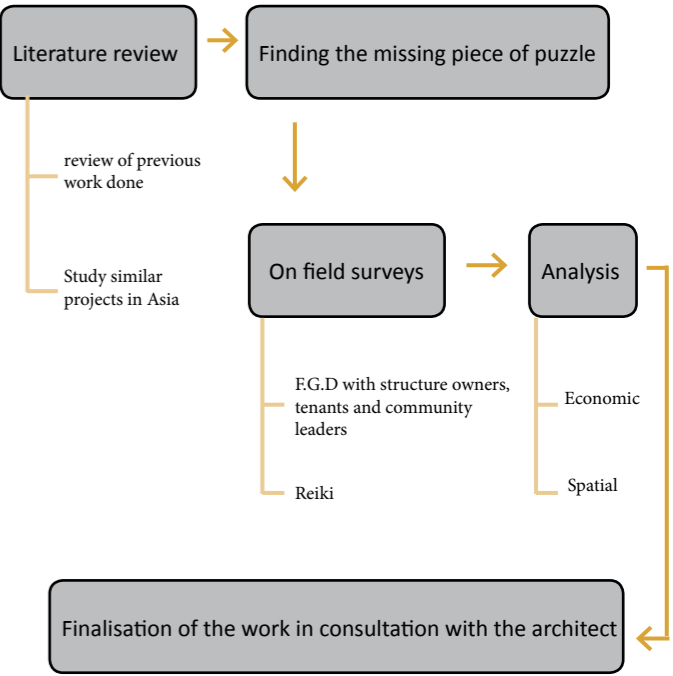 Literature review
Finding the missing piece of puzzle
review of previous
work done
Study similar
projects in Asia
On field surveys
Analysis
F.G.D with structure owners,
tenants and community
leaders
Reiki
Economic
Spatial
Finalisation of the work in consultation with the architect